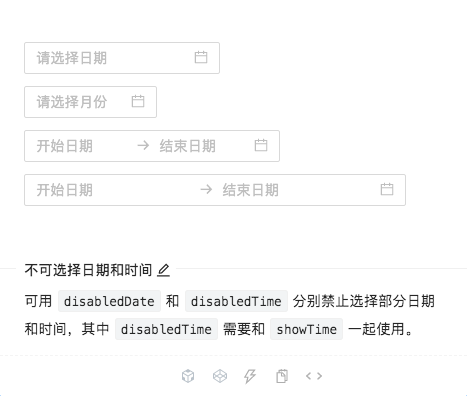 请选择日期
请选择月份
开始日期 → 结束日期
开始日期 → 结束日期
不可选择日期和时间
可用 disabledDate 和 disabledTime 分别禁止选择部分日期
和时间，其中 disabledTime 需要和 showTime 一起使用。